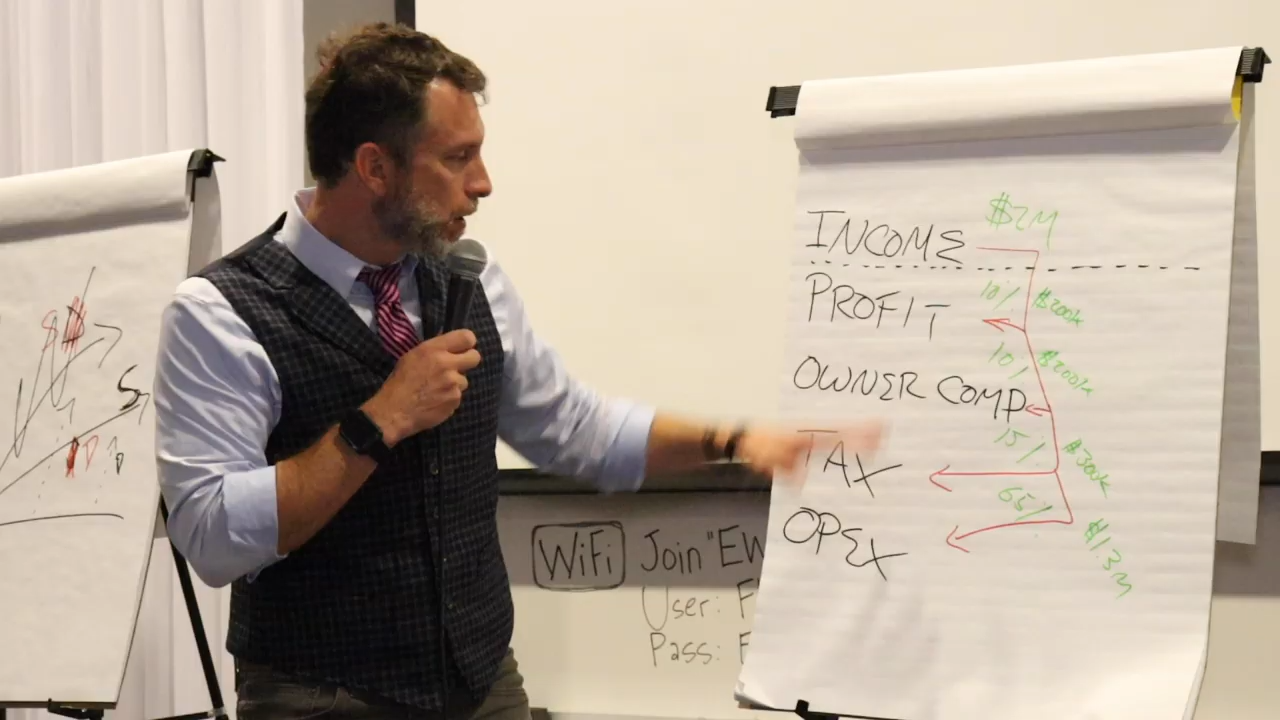 $2M
INCOME
PROFIT 10% $200k
OWNER COMP 10% $200k
TAX 15% $300k
OPEX 65% $1.3M
WiFi Join "EW
User: F
Pass: F
S